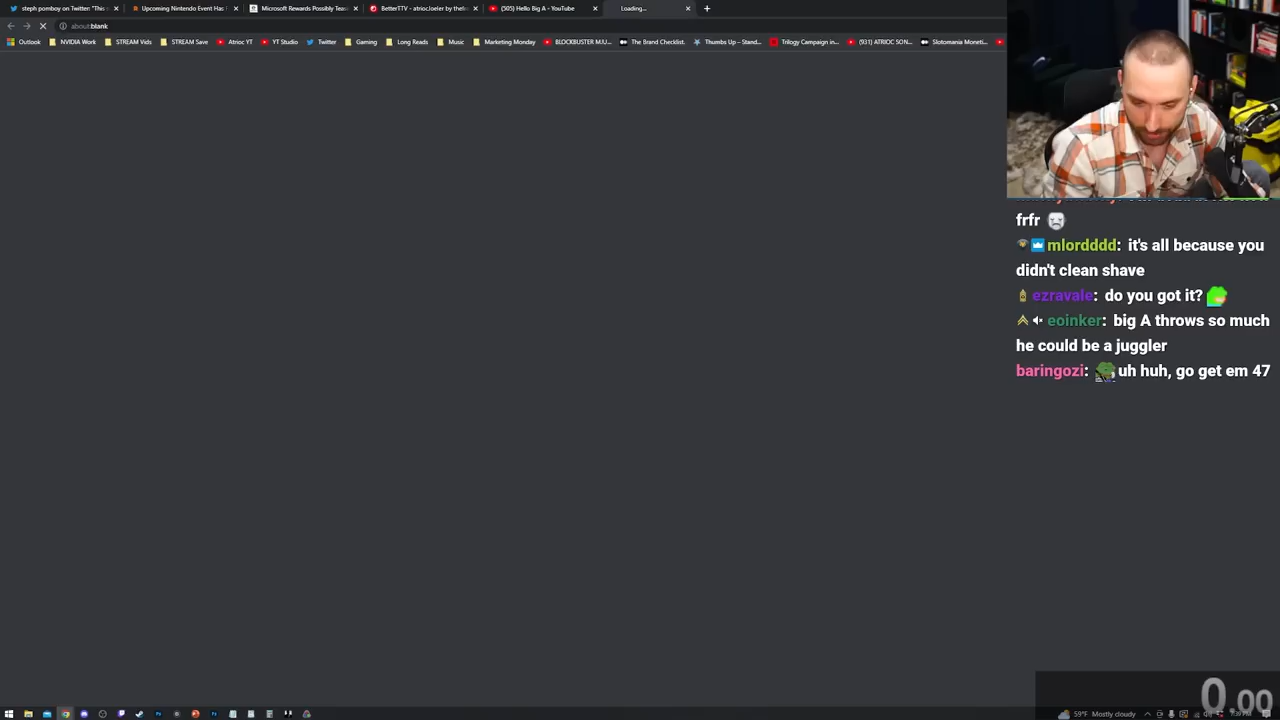 steph pomboy on Twitter: "This s
Upcoming Nintendo Event Has
Microsoft Rewards Possibly Teasi
BetterTTV - atrioc.loeler by thefin
(505) Hello Big A - YouTube
Loading...
about:blank
Outlook
NVIDIA Work
STREAM Vids
STREAM Save
Atrioc YT
YT Studio
Twitter
Gaming
Long Reads
Music
Marketing Monday
BLOCKBUSTER M.U...
The Brand Checklist.
Thumbs Up – Stand...
Trilogy Campaign in...
(931) ATRIOC SON...
Slotomania Moneti...
frfr
mlordddd: it's all because you
didn't clean shave
ezravale: do you got it?
eoinker: big A throws so much
he could be a juggler
baringozi: uh huh, go get em 47
0.00
59°F Mostly cloudy